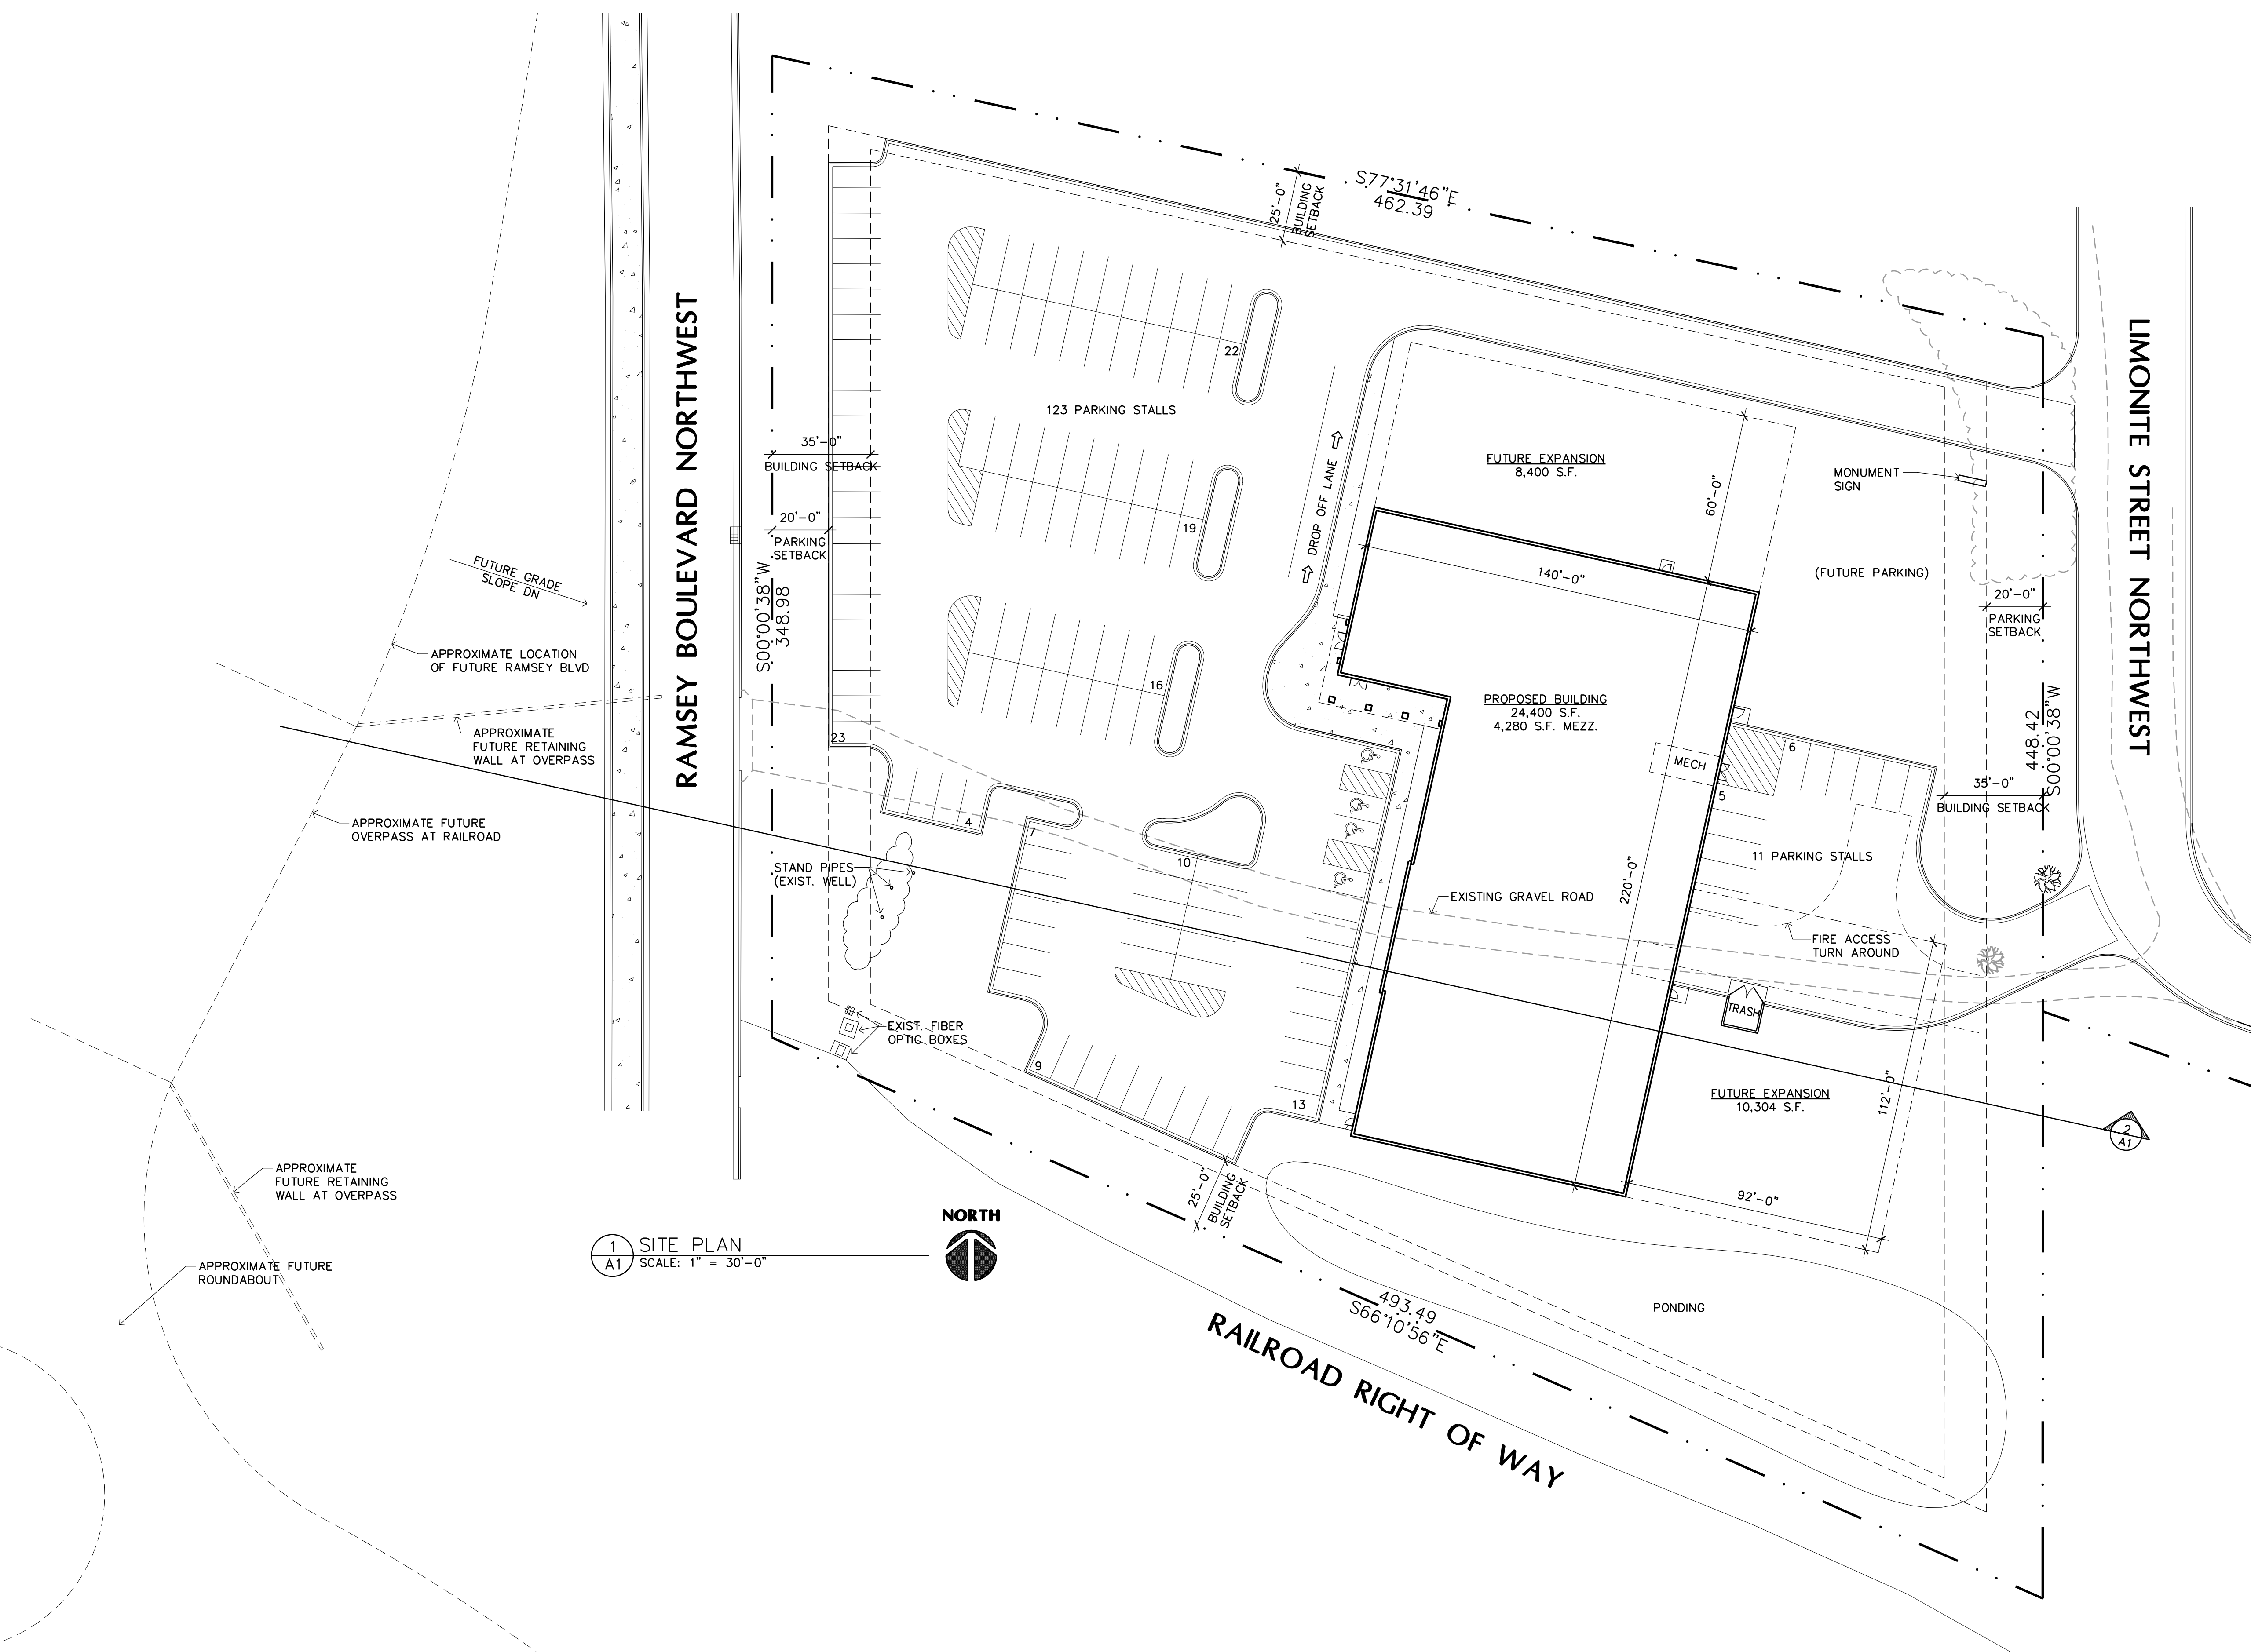 S77°31'46"E
462.39
25'-0"
BUILDING
SETBACK
RAMSEY BOULEVARD NORTHWEST
LIMONITE STREET NORTHWEST
22
123 PARKING STALLS
35'-0"
BUILDING SETBACK
19
20'-0"
PARKING
SETBACK
S00°00'38"W
348.98
16
23
4
7
10
9
13
DROP OFF LANE
FUTURE EXPANSION
8,400 S.F.
60'-0"
140'-0"
MONUMENT
SIGN
(FUTURE PARKING)
20'-0"
PARKING
SETBACK
448.42
S00°00'38"W
35'-0"
BUILDING SETBACK
PROPOSED BUILDING
24,400 S.F.
4,280 S.F. MEZZ.
MECH
6
5
11 PARKING STALLS
220'-0"
EXISTING GRAVEL ROAD
FIRE ACCESS
TURN AROUND
TRASH
FUTURE EXPANSION
10,304 S.F.
112'-0"
92'-0"
2
A1
FUTURE GRADE
SLOPE DN
APPROXIMATE LOCATION
OF FUTURE RAMSEY BLVD
APPROXIMATE
FUTURE RETAINING
WALL AT OVERPASS
APPROXIMATE FUTURE
OVERPASS AT RAILROAD
STAND PIPES
(EXIST. WELL)
EXIST. FIBER
OPTIC BOXES
APPROXIMATE
FUTURE RETAINING
WALL AT OVERPASS
APPROXIMATE FUTURE
ROUNDABOUT
25'-0"
BUILDING
SETBACK
1
A1
SITE PLAN
SCALE: 1" = 30'-0"
NORTH
493.49
S66°10'56"E
PONDING
RAILROAD RIGHT OF WAY